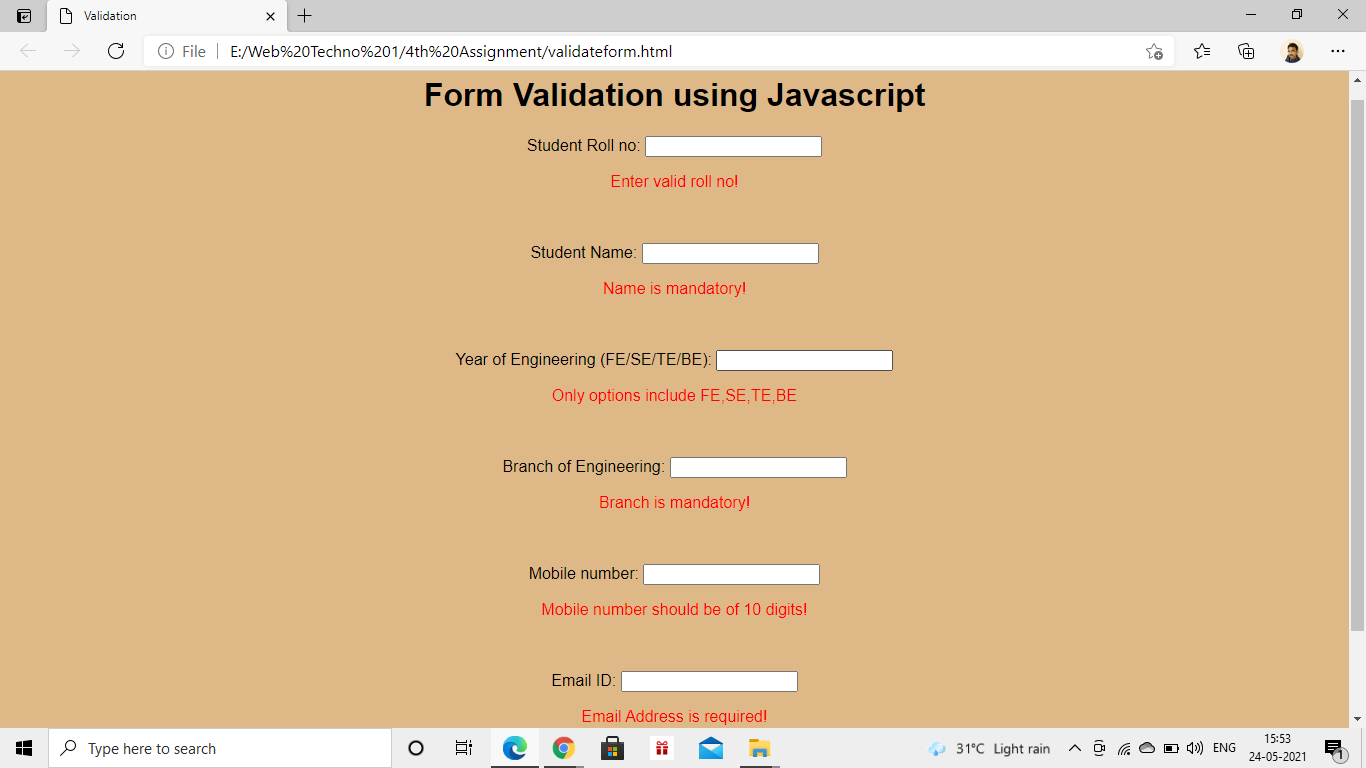 Validation
File | E:/Web%20Techno%201/4th%20Assignment/validateform.html
Form Validation using Javascript
Student Roll no:
Enter valid roll no!
Student Name:
Name is mandatory!
Year of Engineering (FE/SE/TE/BE):
Only options include FE,SE,TE,BE
Branch of Engineering:
Branch is mandatory!
Mobile number:
Mobile number should be of 10 digits!
Email ID:
Email Address is required!
Type here to search
31°C Light rain
ENG
15:53
24-05-2021
1